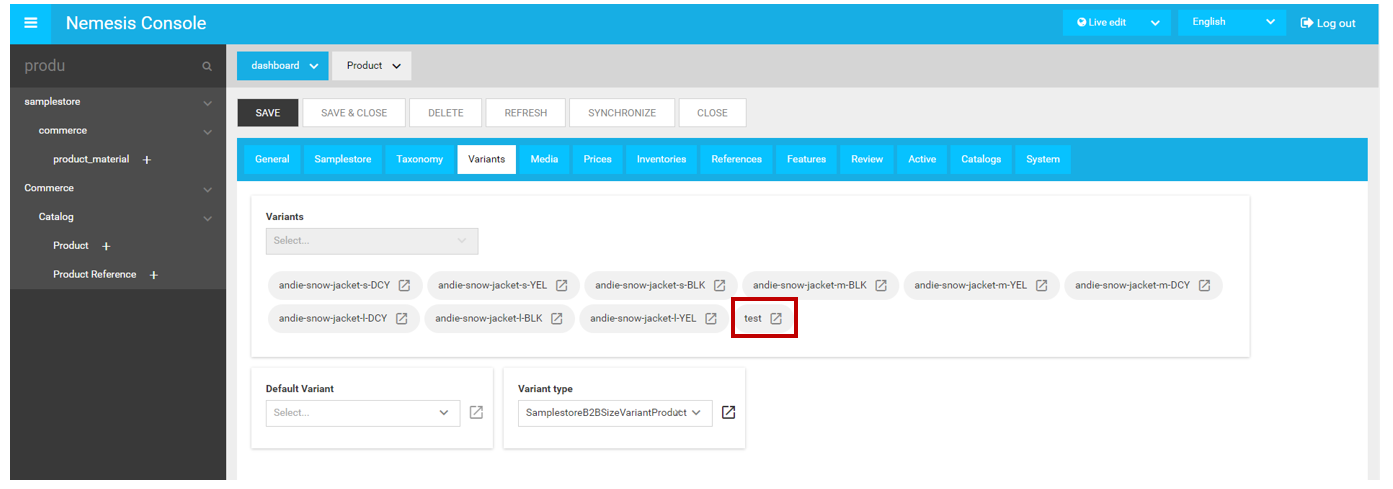 Nemesis Console
Live edit
English
Log out
produ
samplestore
commerce
product_material +
Commerce
Catalog
Product +
Product Reference +
dashboard
Product
SAVE
SAVE & CLOSE
DELETE
REFRESH
SYNCHRONIZE
CLOSE
General
Samplestore
Taxonomy
Variants
Media
Prices
Inventories
References
Features
Review
Active
Catalogs
System
Variants
Select...
andie-snow-jacket-s-DCY
andie-snow-jacket-s-YEL
andie-snow-jacket-s-BLK
andie-snow-jacket-m-BLK
andie-snow-jacket-m-YEL
andie-snow-jacket-m-DCY
andie-snow-jacket-l-DCY
andie-snow-jacket-l-BLK
andie-snow-jacket-l-YEL
test
Default Variant
Select...
Variant type
SamplestoreB2BSizeVariantProduct